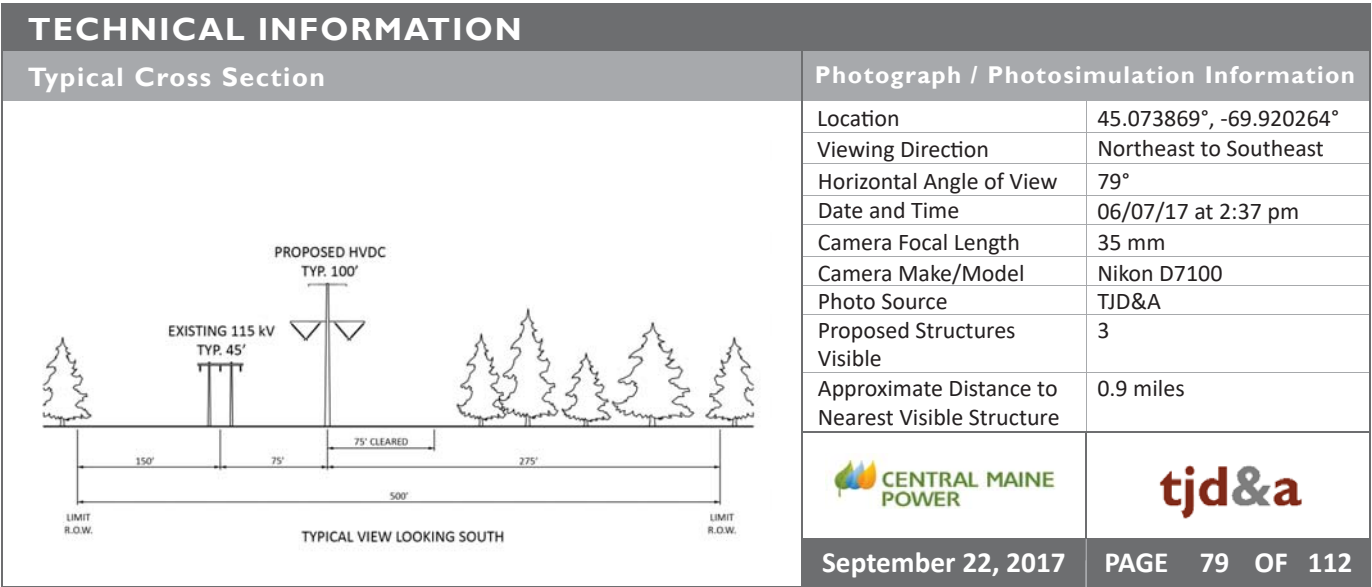 TECHNICAL INFORMATION
Typical Cross Section
PROPOSED HVDC
TYP. 100'
EXISTING 115 kV
TYP. 45'
75' CLEARED
150'
75'
275'
500'
LIMIT
R.O.W.
LIMIT
R.O.W.
TYPICAL VIEW LOOKING SOUTH
Photograph / Photosimulation Information
Location 45.073869°, -69.920264°
Viewing Direction Northeast to Southeast
Horizontal Angle of View 79°
Date and Time 06/07/17 at 2:37 pm
Camera Focal Length 35 mm
Camera Make/Model Nikon D7100
Photo Source TJD&A
Proposed Structures 3
Visible
Approximate Distance to 0.9 miles
Nearest Visible Structure
CENTRAL MAINE
POWER
tjd&a
September 22, 2017 PAGE 79 OF 112